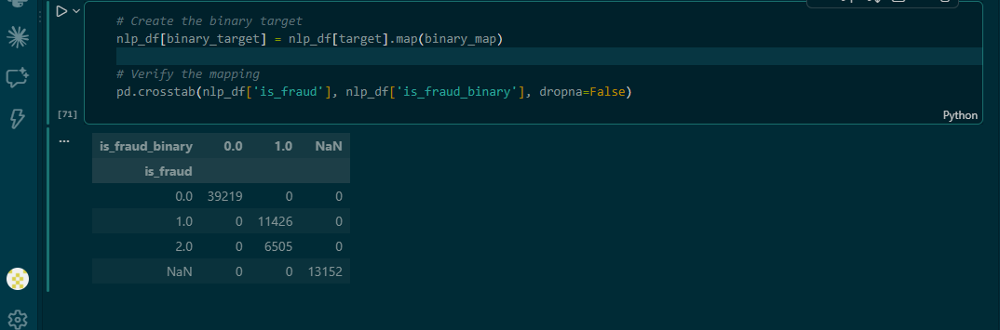 # Create the binary target
nlp_df[binary_target] = nlp_df[target].map(binary_map)
# Verify the mapping
pd.crosstab(nlp_df['is_fraud'], nlp_df['is_fraud_binary'], dropna=False)
[71]
Python
...
is_fraud_binary 0.0 1.0 NaN
is_fraud
0.0 39219 0 0
1.0 0 11426 0
2.0 0 6505 0
NaN 0 0 13152